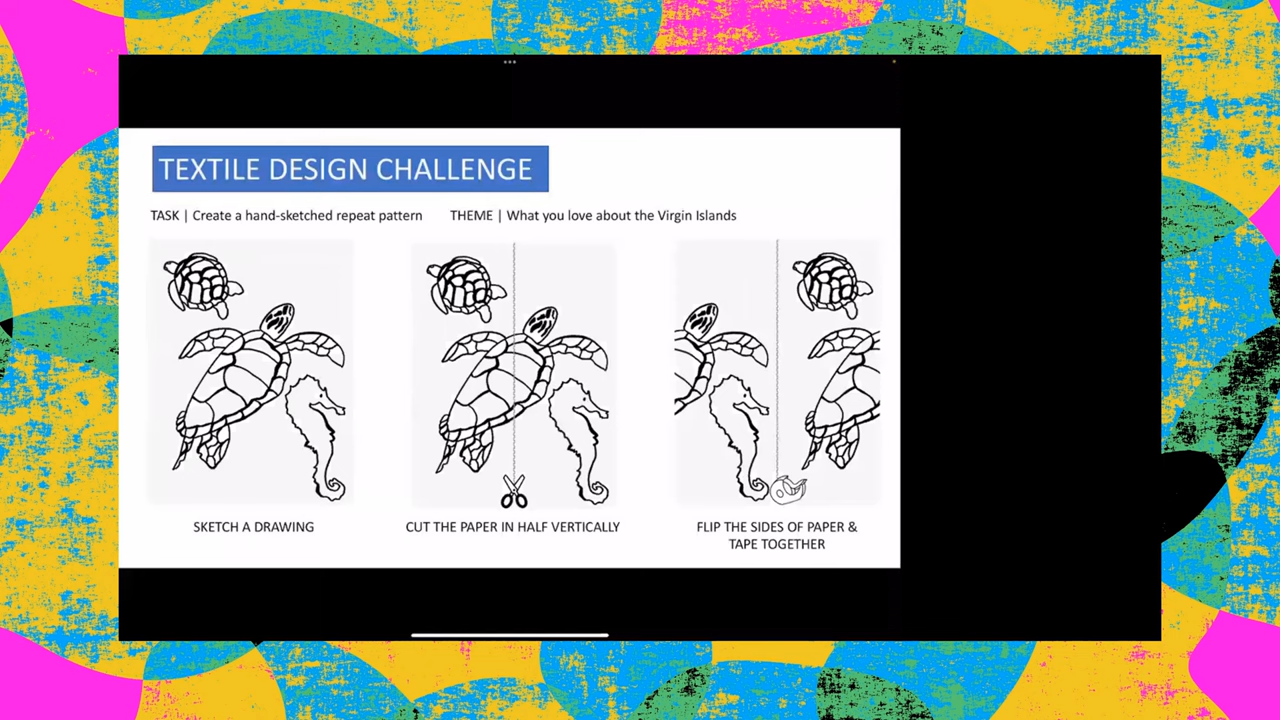 TEXTILE DESIGN CHALLENGE
TASK | Create a hand-sketched repeat pattern
THEME | What you love about the Virgin Islands
SKETCH A DRAWING
CUT THE PAPER IN HALF VERTICALLY
FLIP THE SIDES OF PAPER &
TAPE TOGETHER